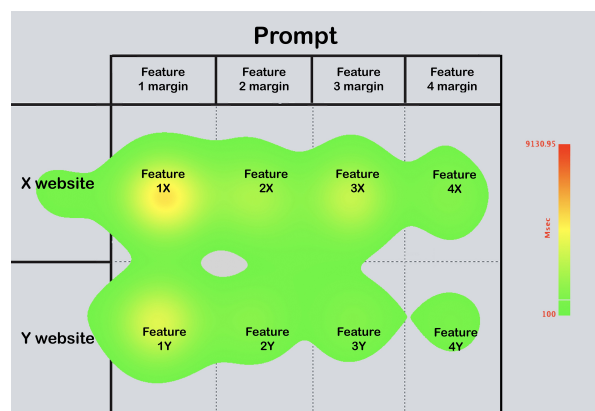 Prompt
Feature
1 margin
Feature
2 margin
Feature
3 margin
Feature
4 margin
X website
Feature
1X
Feature
2X
Feature
3X
Feature
4X
Y website
Feature
1Y
Feature
2Y
Feature
3Y
Feature
4Y
9130.95
Msec
100